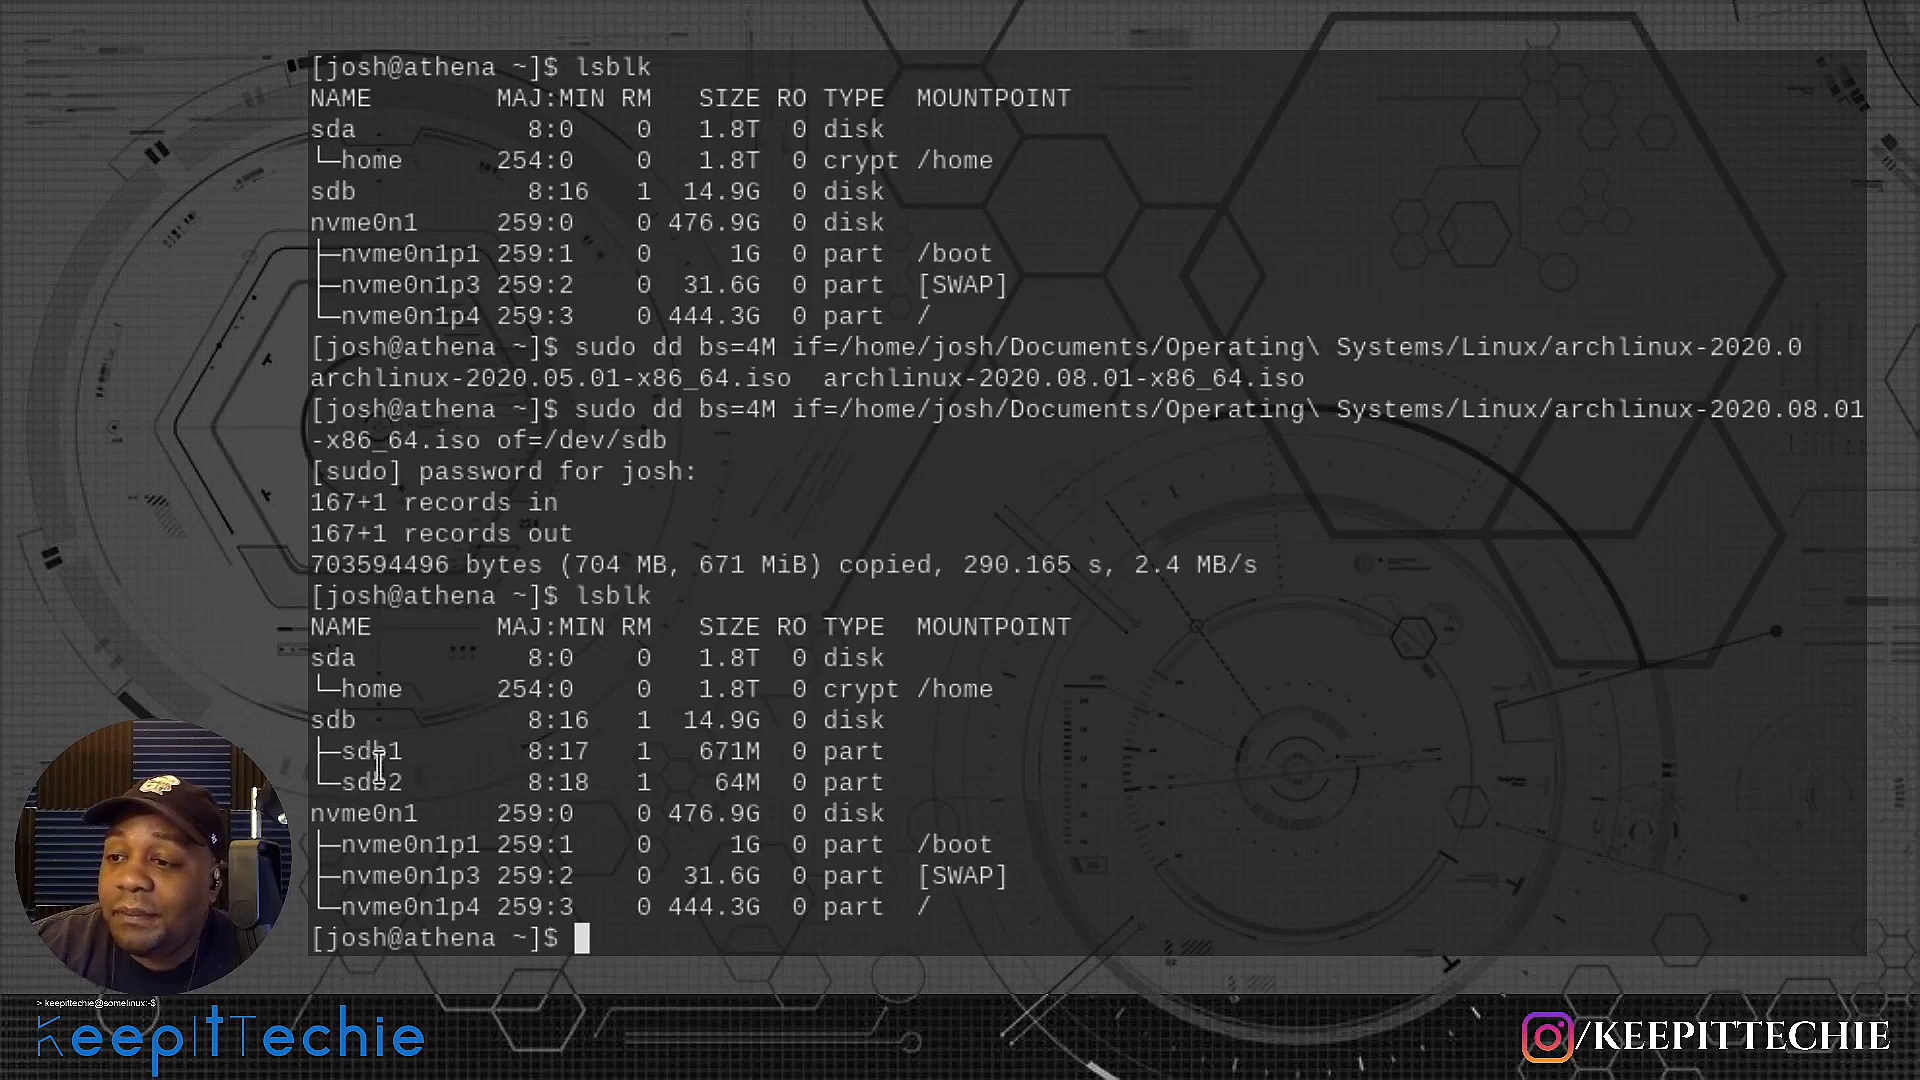 [josh@athena ~]$ lsblk
NAME        MAJ:MIN RM   SIZE RO TYPE  MOUNTPOINT
sda           8:0    0   1.8T  0 disk
└─home      254:0    0   1.8T  0 crypt /home
sdb           8:16   1  14.9G  0 disk
nvme0n1     259:0    0 476.9G  0 disk
├─nvme0n1p1 259:1    0     1G  0 part  /boot
├─nvme0n1p3 259:2    0  31.6G  0 part  [SWAP]
└─nvme0n1p4 259:3    0 444.3G  0 part  /
[josh@athena ~]$ sudo dd bs=4M if=/home/josh/Documents/Operating\ Systems/Linux/archlinux-2020.0
archlinux-2020.05.01-x86_64.iso  archlinux-2020.08.01-x86_64.iso
[josh@athena ~]$ sudo dd bs=4M if=/home/josh/Documents/Operating\ Systems/Linux/archlinux-2020.08.01
-x86_64.iso of=/dev/sdb
[sudo] password for josh:
167+1 records in
167+1 records out
703594496 bytes (704 MB, 671 MiB) copied, 290.165 s, 2.4 MB/s
[josh@athena ~]$ lsblk
NAME        MAJ:MIN RM   SIZE RO TYPE  MOUNTPOINT
sda           8:0    0   1.8T  0 disk
└─home      254:0    0   1.8T  0 crypt /home
sdb           8:16   1  14.9G  0 disk
├─sdb1        8:17   1   671M  0 part
└─sdb2        8:18   1    64M  0 part
nvme0n1     259:0    0 476.9G  0 disk
├─nvme0n1p1 259:1    0     1G  0 part  /boot
├─nvme0n1p3 259:2    0  31.6G  0 part  [SWAP]
└─nvme0n1p4 259:3    0 444.3G  0 part  /
[josh@athena ~]$
> keepittechie@somelinux:~$
KeepItTechie
/KEEPITTECHIE